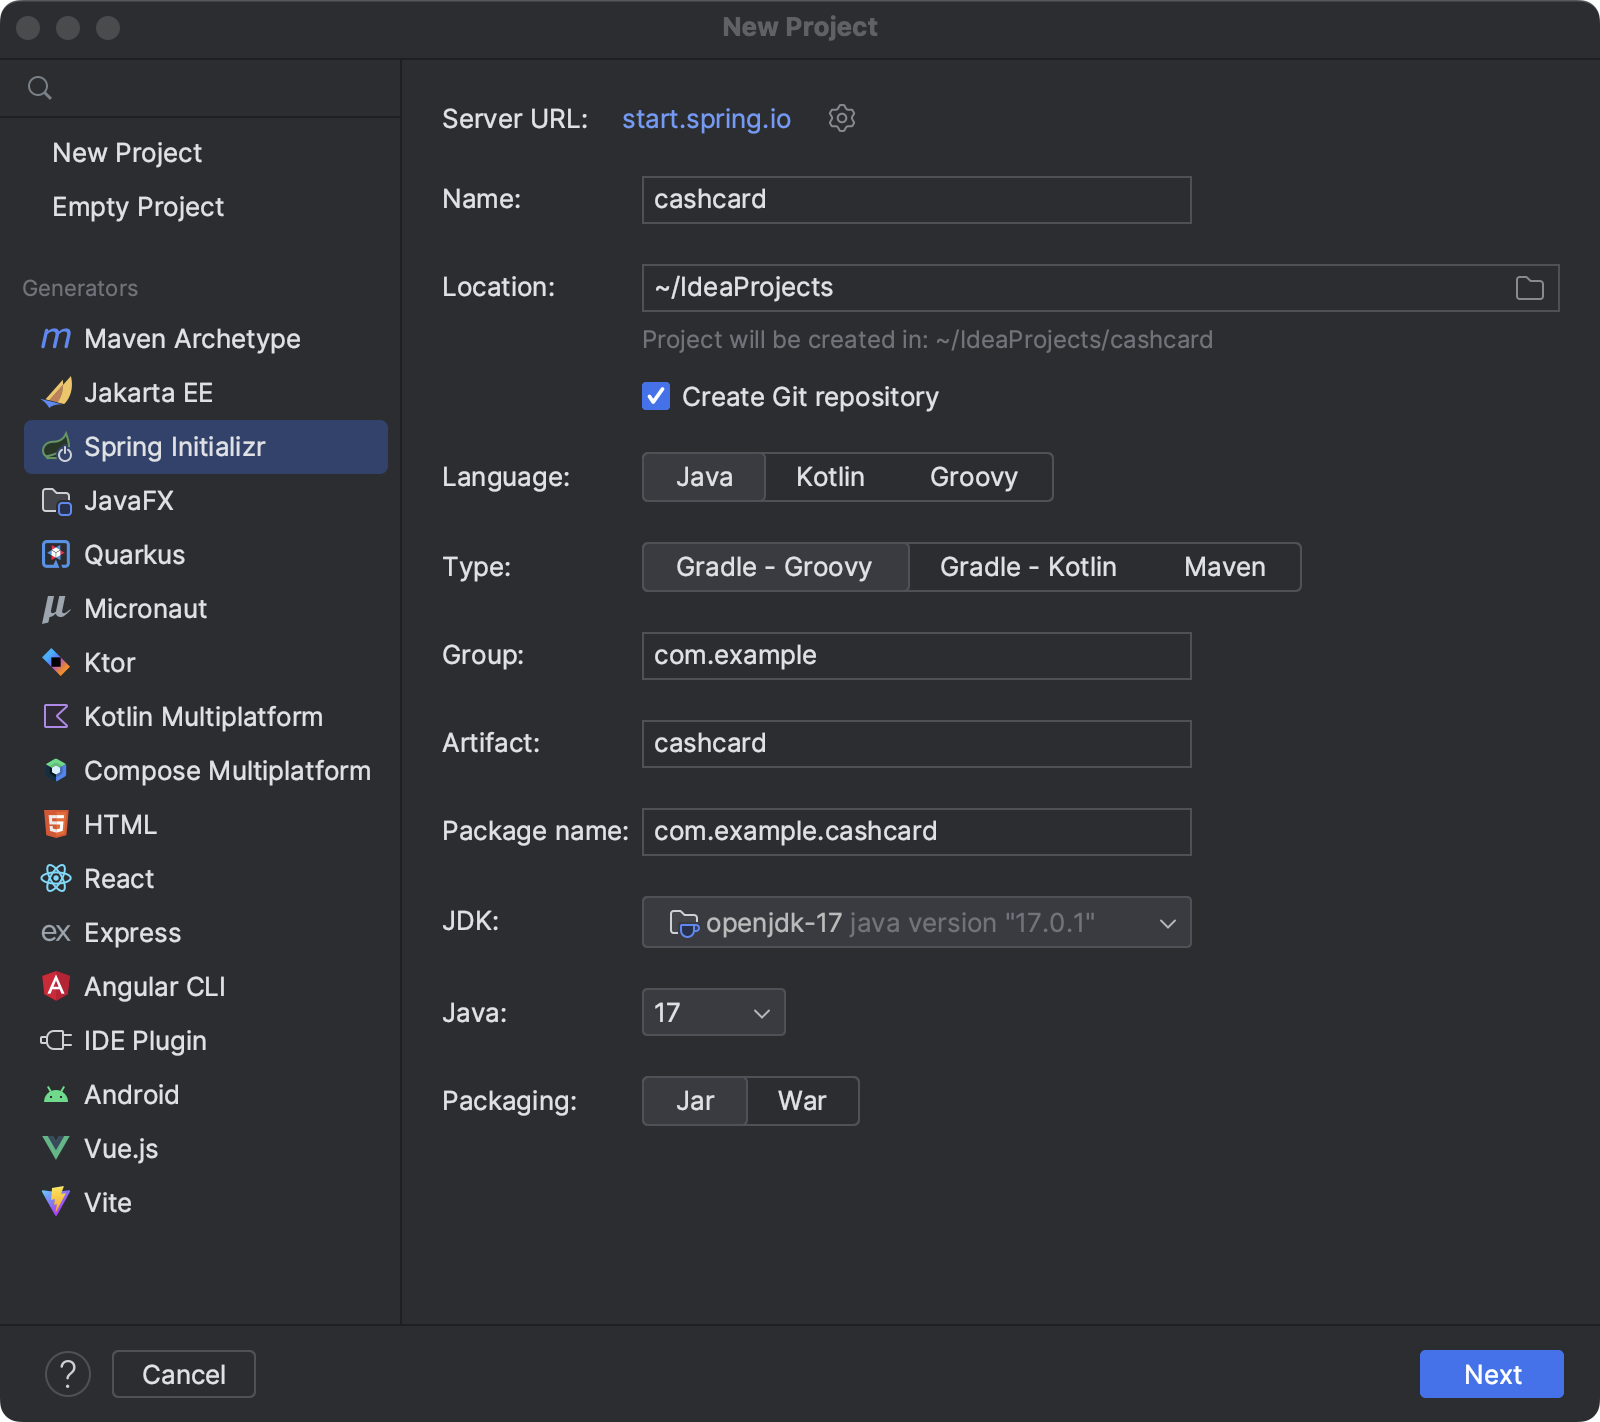 New Project
New Project
Empty Project
Generators
Maven Archetype
Jakarta EE
Spring Initializr
JavaFX
Quarkus
Micronaut
Ktor
Kotlin Multiplatform
Compose Multiplatform
HTML
React
ex Express
Angular CLI
IDE Plugin
Android
Vue.js
Vite
Server URL: start.spring.io
Name: cashcard
Location: ~/IdeaProjects
Project will be created in: ~/IdeaProjects/cashcard
Create Git repository
Language: Java Kotlin Groovy
Type: Gradle - Groovy Gradle - Kotlin Maven
Group: com.example
Artifact: cashcard
Package name: com.example.cashcard
JDK: openjdk-17 java version "17.0.1"
Java: 17
Packaging: Jar War
? Cancel Next